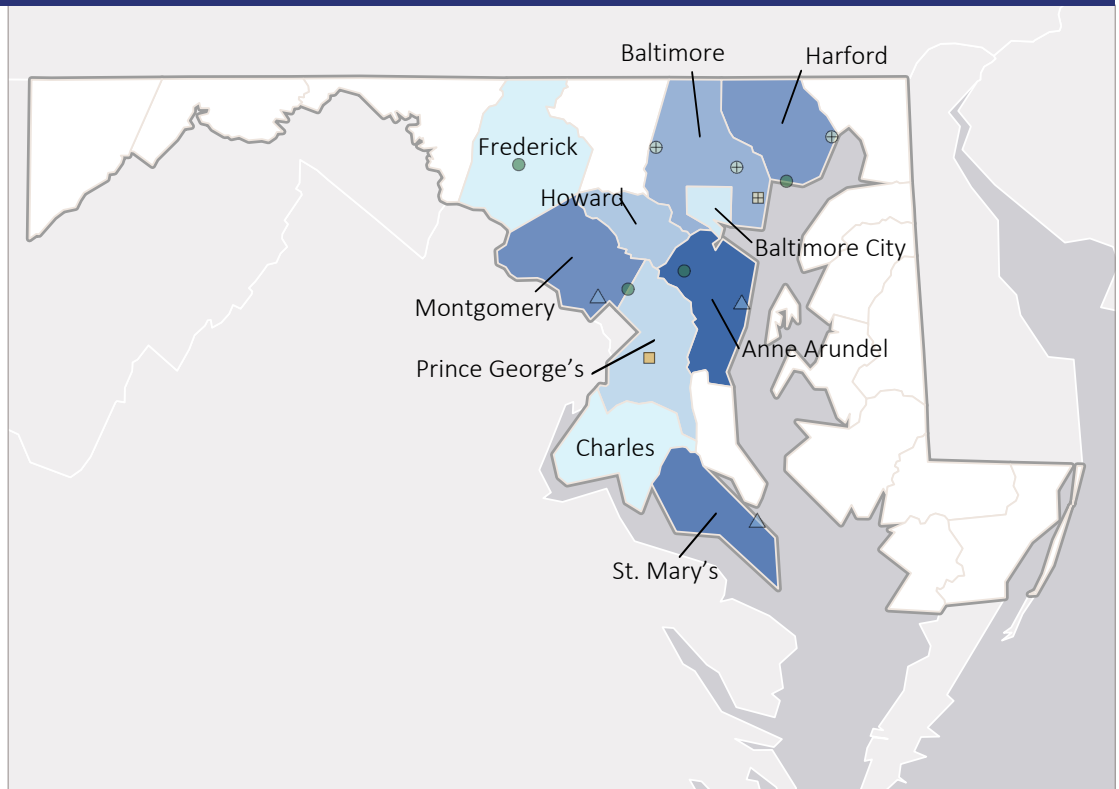 Baltimore
Harford
Frederick
Howard
Baltimore City
Montgomery
Anne Arundel
Prince George’s
Charles
St. Mary’s